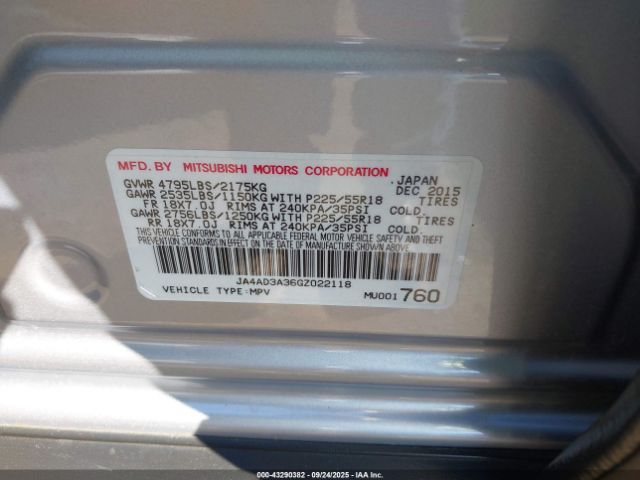 MFD. BY MITSUBISHI MOTORS CORPORATION JAPAN
GVWR 4795LBS/2175KG DEC 2015
GAWR 2535LBS/1150KG WITH P225/55R18 TIRES
FR 18X7.0J RIMS AT 240KPA/35PSI COLD.
GAWR 2756LBS/1250KG WITH P225/55R18 TIRES
RR 18X7.0J RIMS AT 240KPA/35PSI COLD.
THIS VEHICLE CONFORMS TO ALL APPLICABLE FEDERAL MOTOR VEHICLE SAFETY AND
THEFT PREVENTION STANDARDS IN EFFECT ON THE DATE OF MANUFACTURE SHOWN ABOVE.
JA4AD3A36GZ022118
VEHICLE TYPE:MPV MU001760
00-43290382 - 09/24/2025 - IAA. Inc.